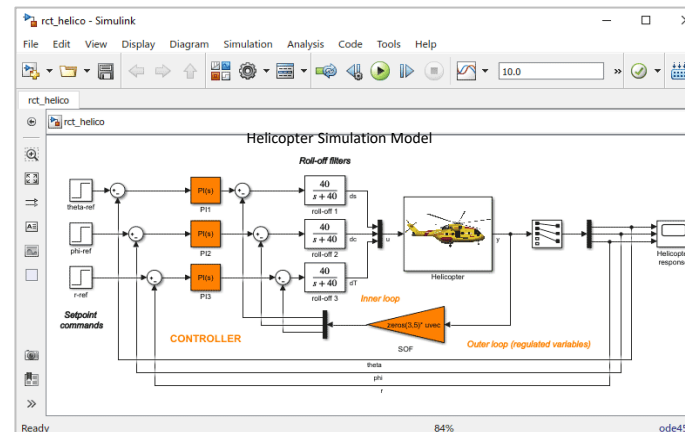 rct_helico - Simulink
File Edit View Display Diagram Simulation Analysis Code Tools Help
10.0 »
rct_helico
rct_helico
Helicopter Simulation Model
Roll-off filters
theta-ref
PI(s)
PI1
40
s + 40
roll-off 1
ds
phi-ref
PI(s)
PI2
40
s + 40
roll-off 2
dc
r-ref
PI(s)
PI3
40
s + 40
roll-off 3
dT
u
Helicopter
y
Helicopte
response
Setpoint
commands
CONTROLLER
Inner loop
zeros(3,5)* uvec
SOF
Outer loop (regulated variables)
theta
phi
r
Ready 84% ode45